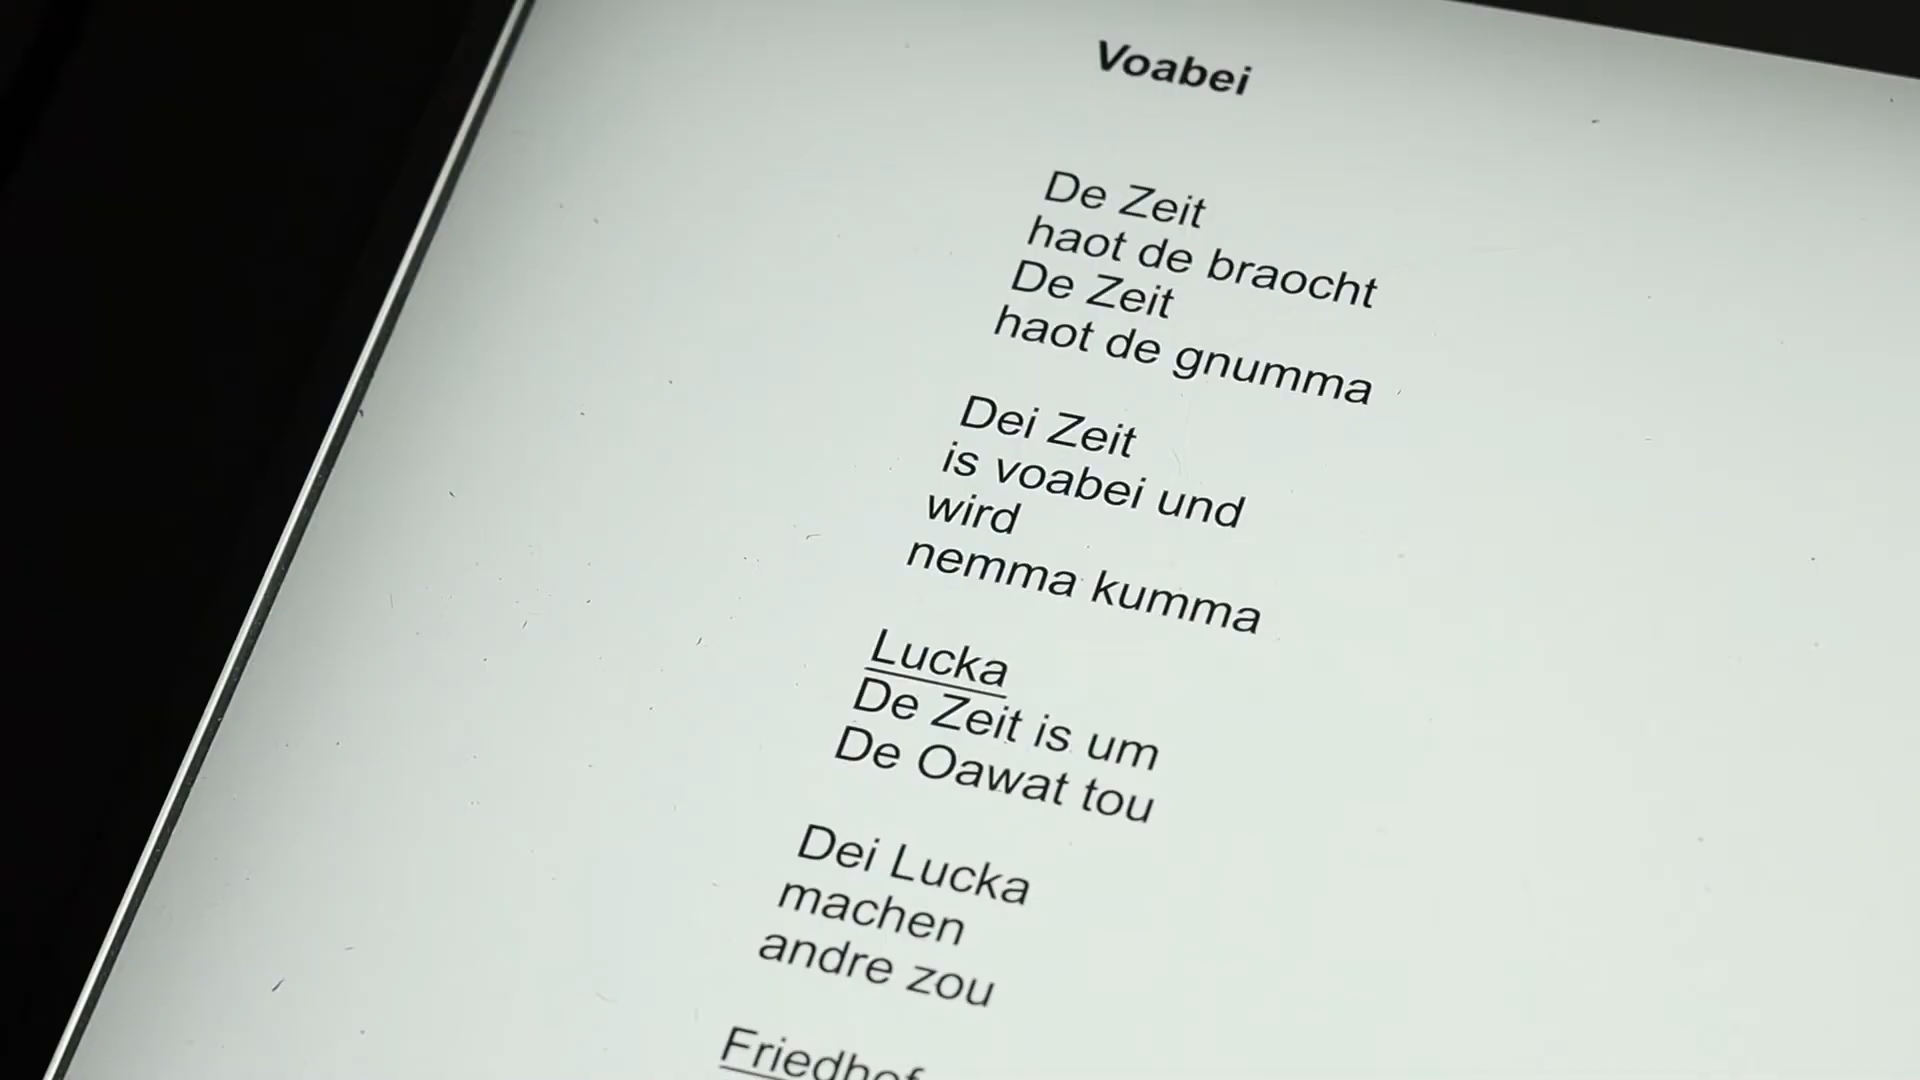 Voabei
De Zeit
haot de braocht
De Zeit
haot de gnumma
Dei Zeit
is voabei und
wird
nemma kumma
Lucka
De Zeit is um
De Oawat tou
Dei Lucka
machen
andre zou
Friedhof